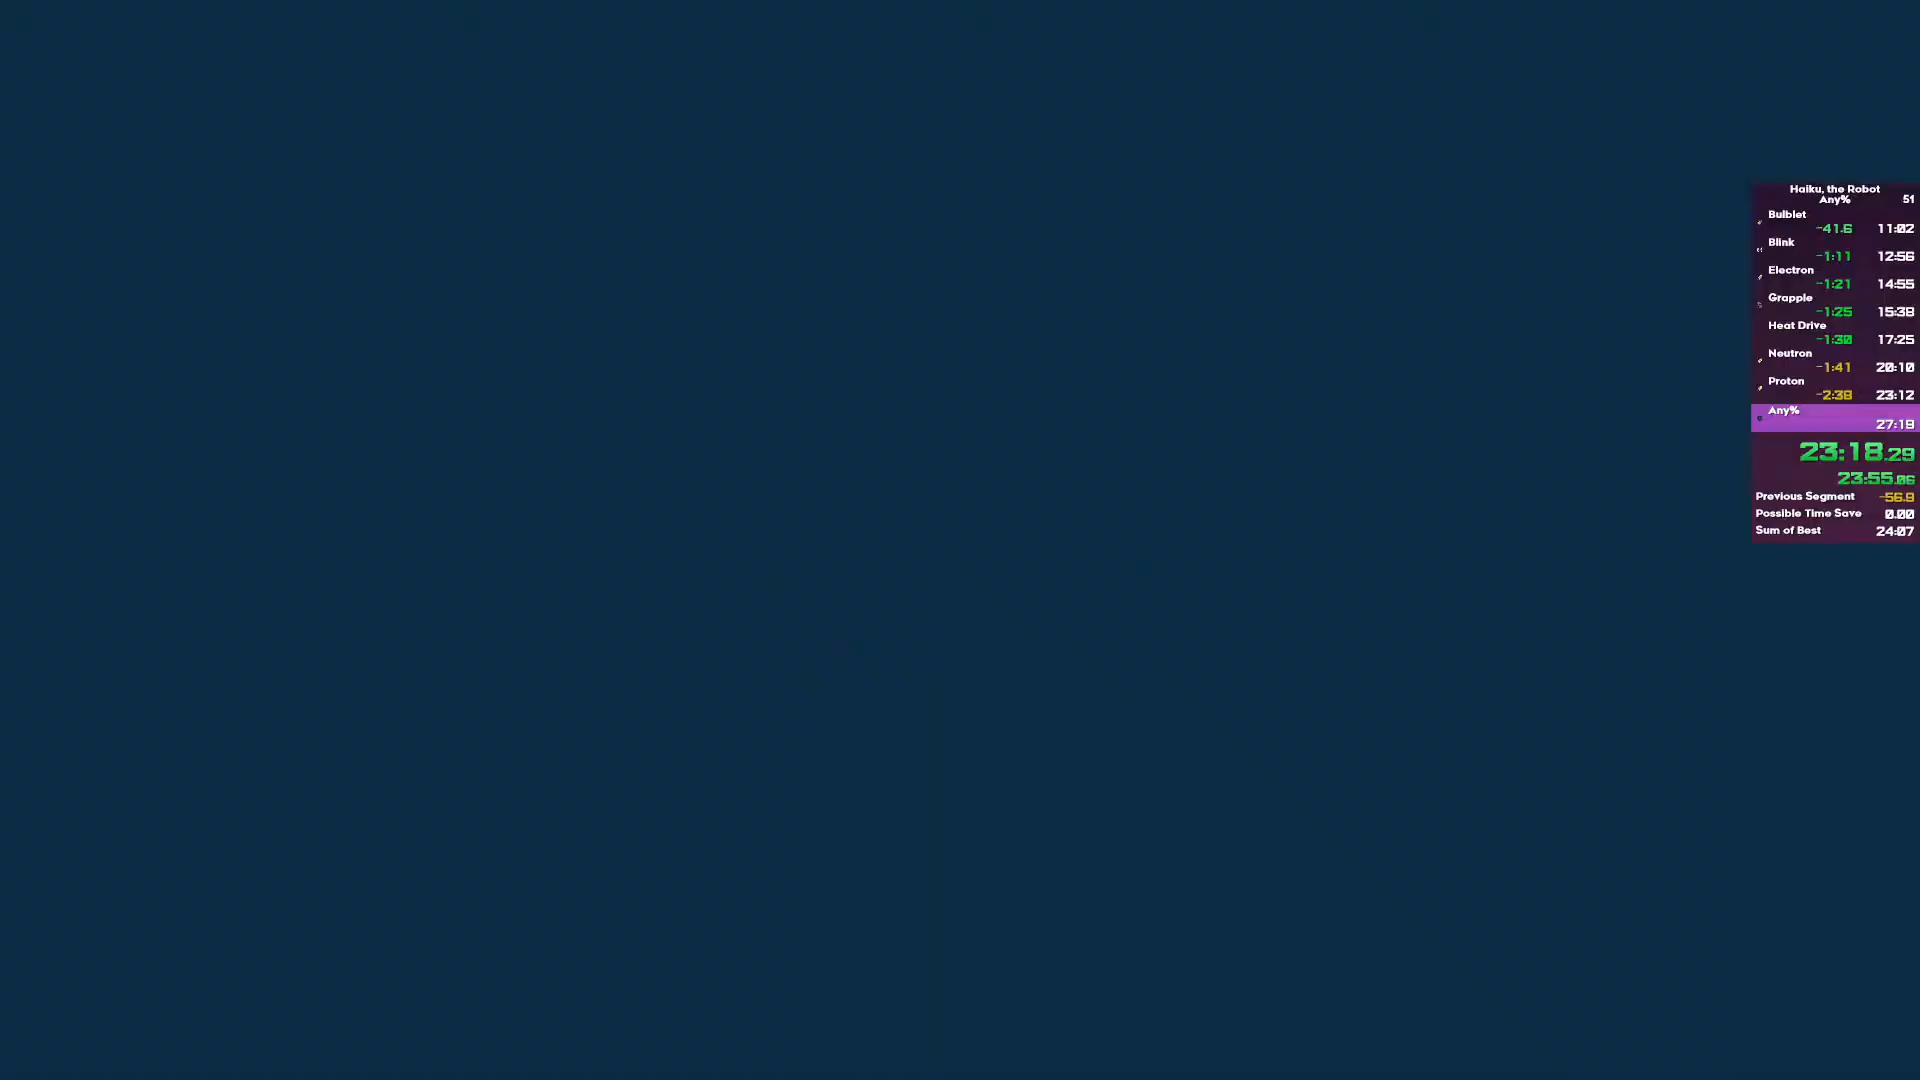 Haiku, the Robot
Any% 51
Bulblet
-41.6 11:02
Blink
-1:11 12:56
Electron
-1:21 14:55
Grapple
-1:25 15:38
Heat Drive
-1:30 17:25
Neutron
-1:41 20:10
Proton
-2:38 23:12
Any%
27:19
23:18.29
23:55.06
Previous Segment -56.9
Possible Time Save 0.00
Sum of Best 24:07